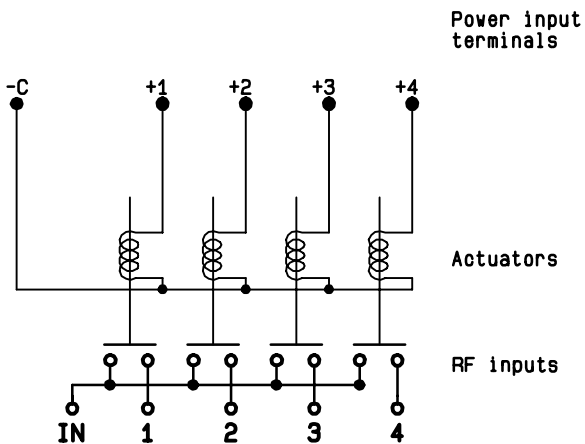 Power input
terminals
-C +1 +2 +3 +4
Actuators
RF inputs
IN 1 2 3 4